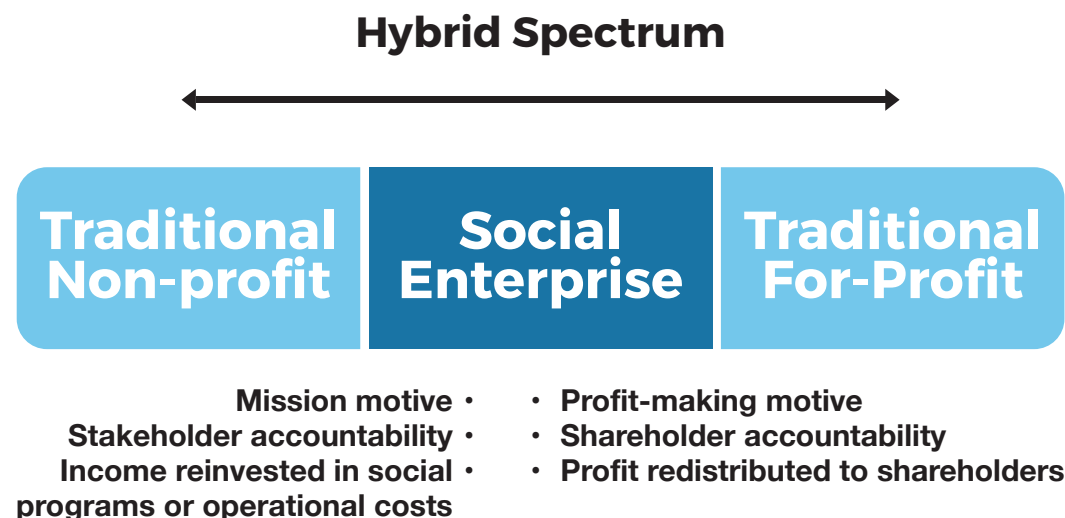 Hybrid Spectrum
Traditional
Non-profit
Social
Enterprise
Traditional
For-Profit
Mission motive •
Stakeholder accountability •
Income reinvested in social •
programs or operational costs
• Profit-making motive
• Shareholder accountability
• Profit redistributed to shareholders